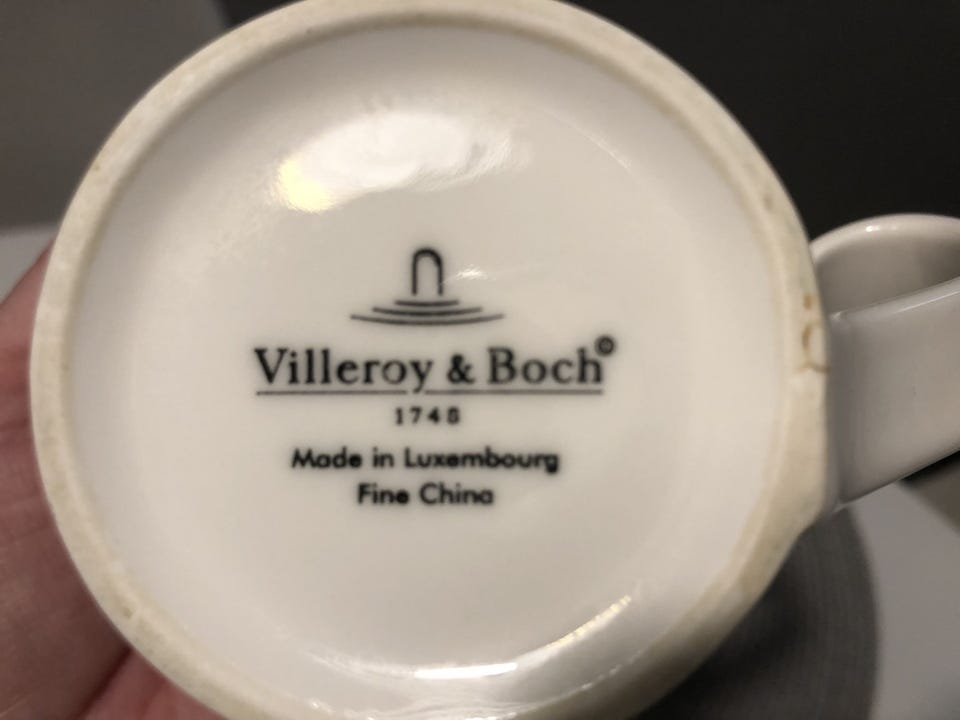 Villeroy & Boch©
1748
Made in Luxembourg
Fine China